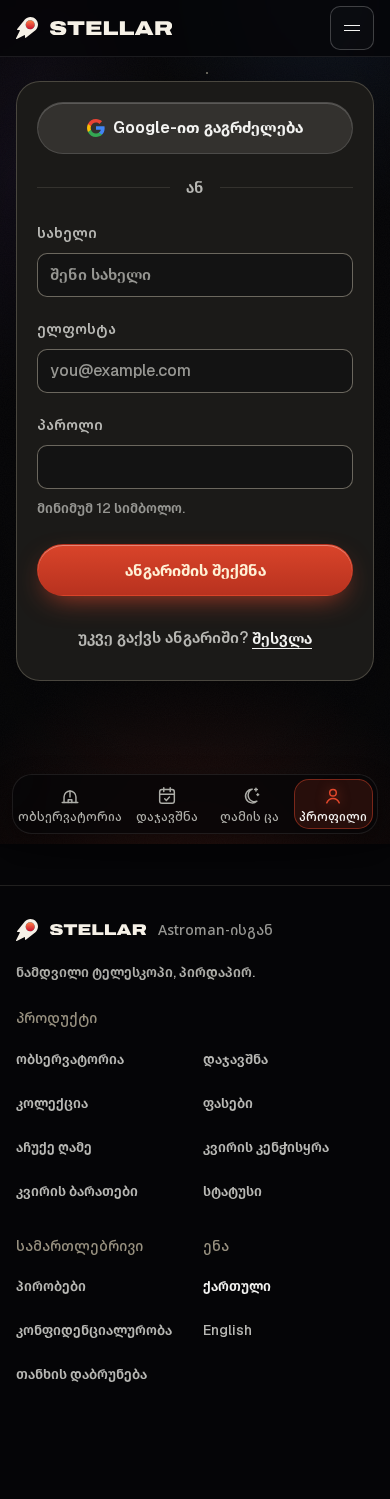 STELLAR
Google-ით გაგრძელება
ან
სახელი
შენი სახელი
ელფოსტა
you@example.com
პაროლი
მინიმუმ 12 სიმბოლო.
ანგარიშის შექმნა
უკვე გაქვს ანგარიში? შესვლა
ობსერვატორია დაჯავშნა ღამის ცა პროფილი
STELLAR Astroman-ისგან
ნამდვილი ტელესკოპი, პირდაპირ.
პროდუქტი
ობსერვატორია დაჯავშნა
კოლექცია ფასები
აჩუქე ღამე კვირის კენჭისყრა
კვირის ბარათები სტატუსი
სამართლებრივი ენა
პირობები ქართული
კონფიდენციალურობა English
თანხის დაბრუნება